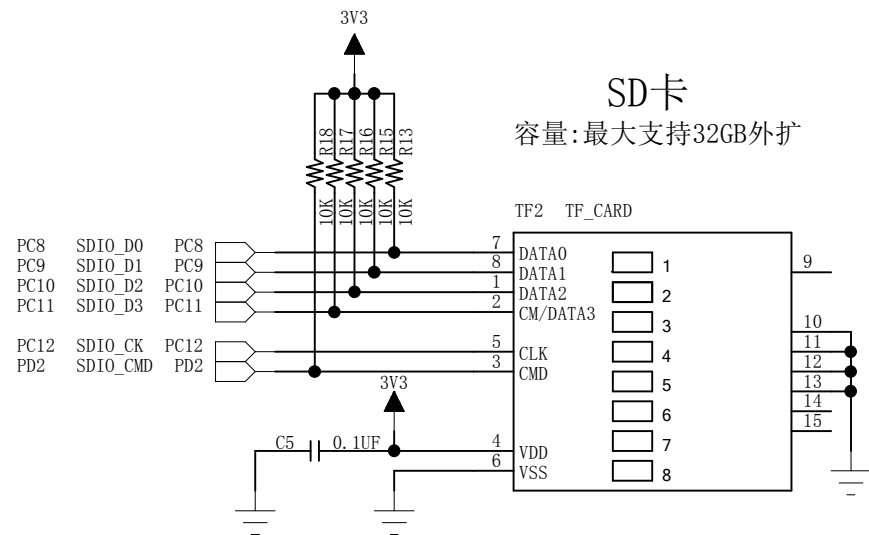 3V3
SD卡
容量:最大支持32GB外扩
R18 R17 R16 R15 R13
10K 10K 10K 10K 10K
TF2 TF_CARD
PC8 SDIO_D0 PC8 7 DATA0
PC9 SDIO_D1 PC9 8 DATA1
PC10 SDIO_D2 PC10 1 DATA2
PC11 SDIO_D3 PC11 2 CM/DATA3
PC12 SDIO_CK PC12 5 CLK
PD2 SDIO_CMD PD2 3 CMD
3V3
C5 0.1UF 4 VDD
6 VSS
1
2
3
4
5
6
7
8
9
10
11
12
13
14
15